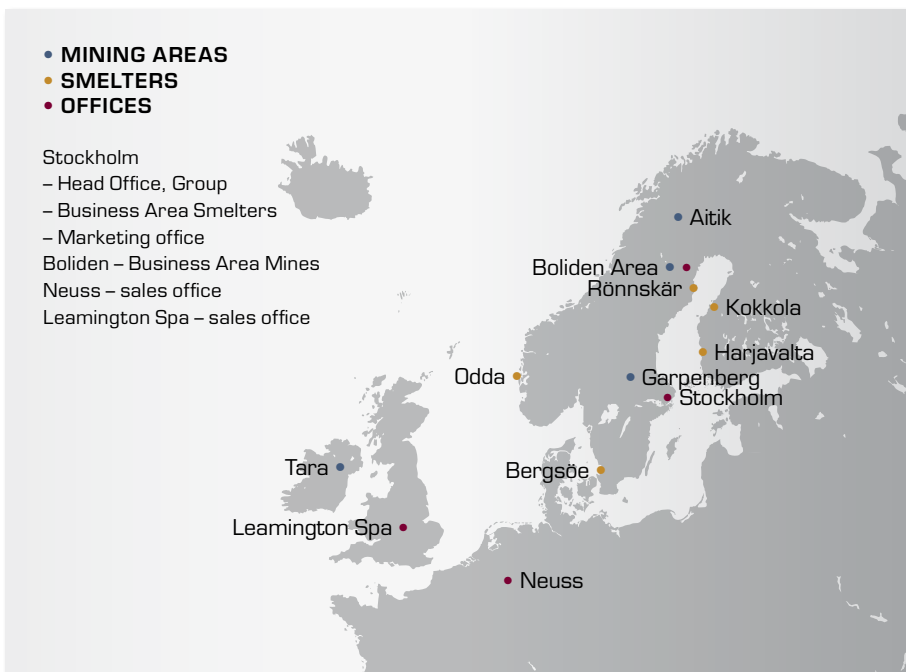 • MINING AREAS
• SMELTERS
• OFFICES
Stockholm
– Head Office, Group
– Business Area Smelters
– Marketing office
Boliden – Business Area Mines
Neuss – sales office
Leamington Spa – sales office
Aitik
Boliden Area
Rönnskär
Kokkola
Harjavalta
Odda
Garpenberg
Stockholm
Tara
Bergsöe
Leamington Spa
Neuss